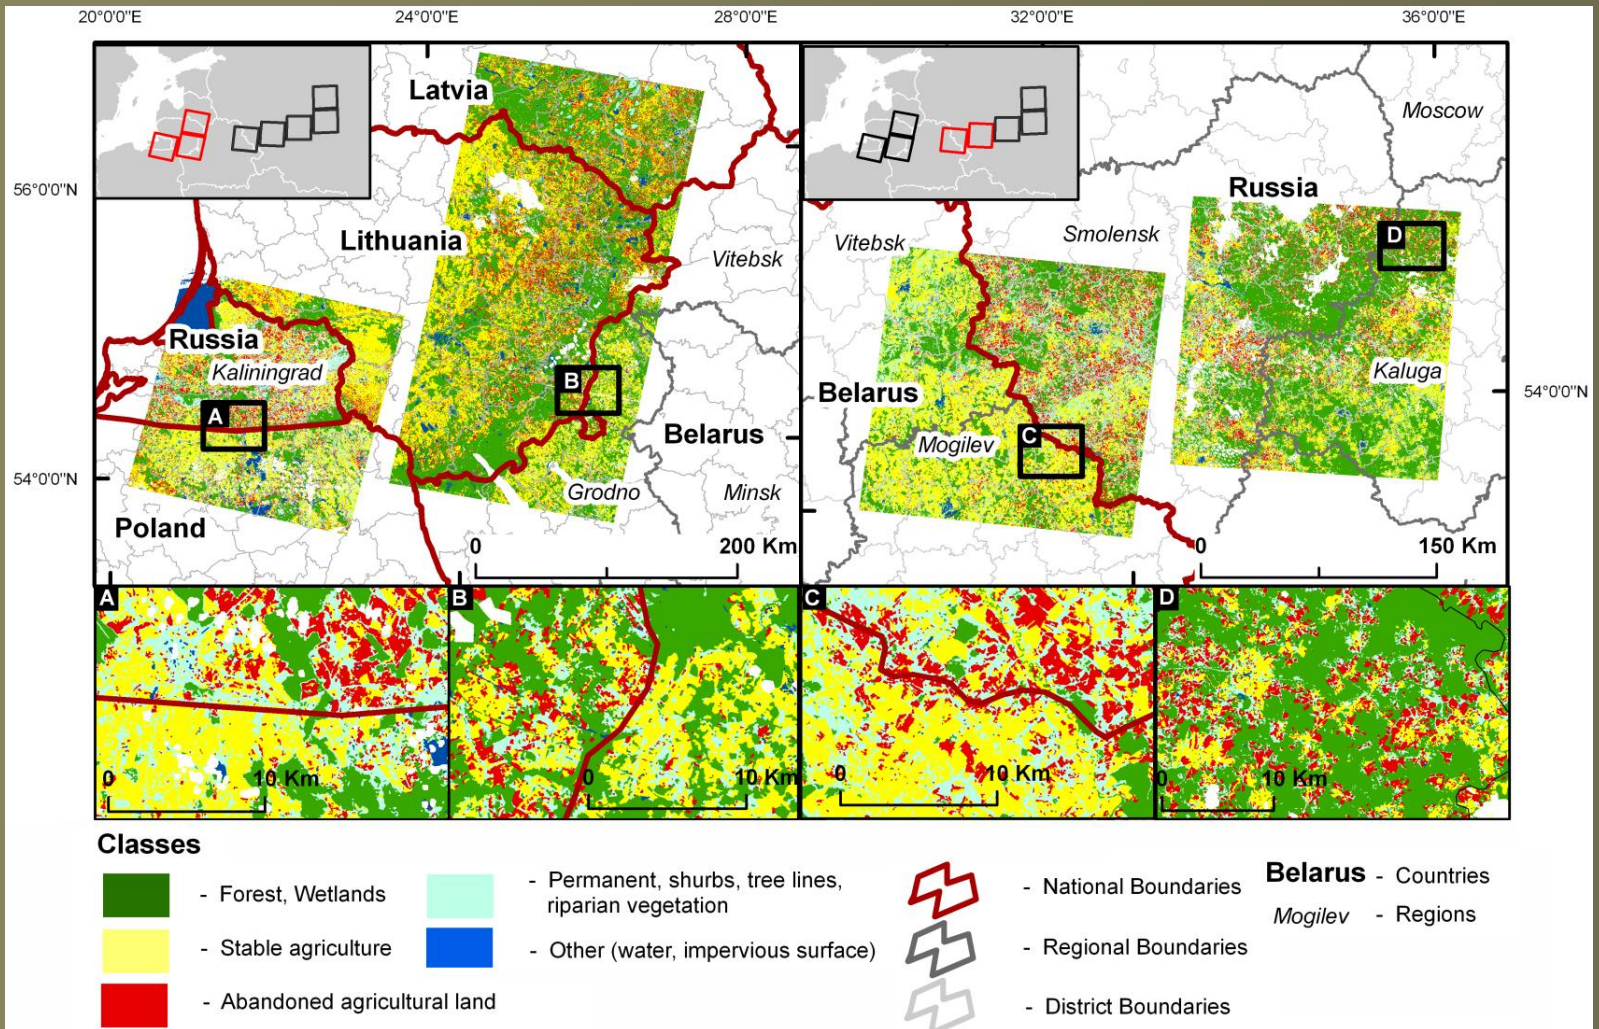 20°0'0"E
24°0'0"E
28°0'0"E
32°0'0"E
36°0'0"E
Latvia
Moscow
56°0'0"N
Russia
Lithuania
Vitebsk
Smolensk
D
Vitebsk
Russia
Kaliningrad
Kaluga
B
54°0'0"N
Belarus
A
Belarus
C
Mogilev
54°0'0"N
Grodno
Minsk
Poland
0 200 Km
0 150 Km
A
B
C
D
0 10 Km
0 10 Km
0 10 Km
0 10 Km
Classes
- Forest, Wetlands
- Stable agriculture
- Abandoned agricultural land
- Permanent, shurbs, tree lines,
riparian vegetation
- Other (water, impervious surface)
- National Boundaries
- Regional Boundaries
- District Boundaries
Belarus - Countries
Mogilev - Regions